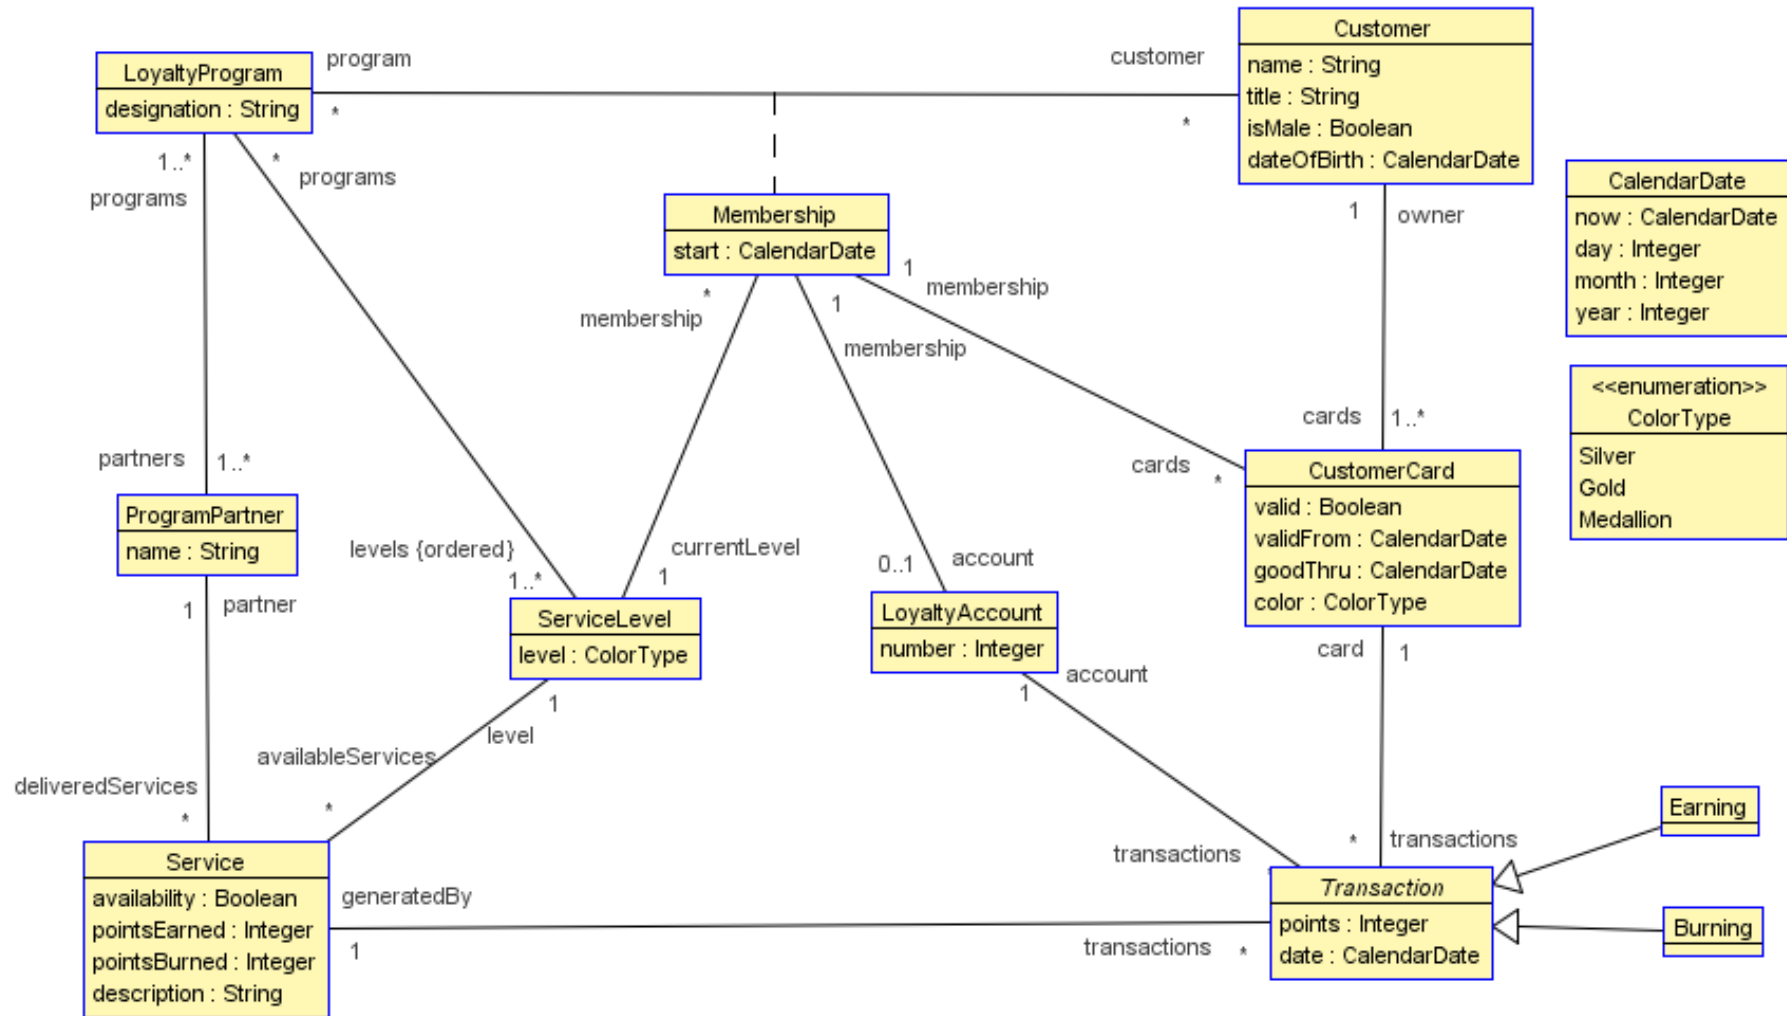 LoyaltyProgram
designation : String
program
*
customer
*
Customer
name : String
title : String
isMale : Boolean
dateOfBirth : CalendarDate
CalendarDate
now : CalendarDate
day : Integer
month : Integer
year : Integer
<<enumeration>>
ColorType
Silver
Gold
Medallion
1..*
programs
*
programs
Membership
start : CalendarDate
*
membership
1
membership
1
membership
1
owner
cards
1..*
cards
*
partners
1..*
ProgramPartner
name : String
1
partner
levels {ordered}
1..*
currentLevel
1
0..1
account
ServiceLevel
level : ColorType
LoyaltyAccount
number : Integer
CustomerCard
valid : Boolean
validFrom : CalendarDate
goodThru : CalendarDate
color : ColorType
1
level
availableServices
*
deliveredServices
*
account
1
card
1
transactions
*
*
transactions
Service
availability : Boolean
pointsEarned : Integer
pointsBurned : Integer
description : String
generatedBy
1
transactions
*
Transaction
points : Integer
date : CalendarDate
Earning
Burning